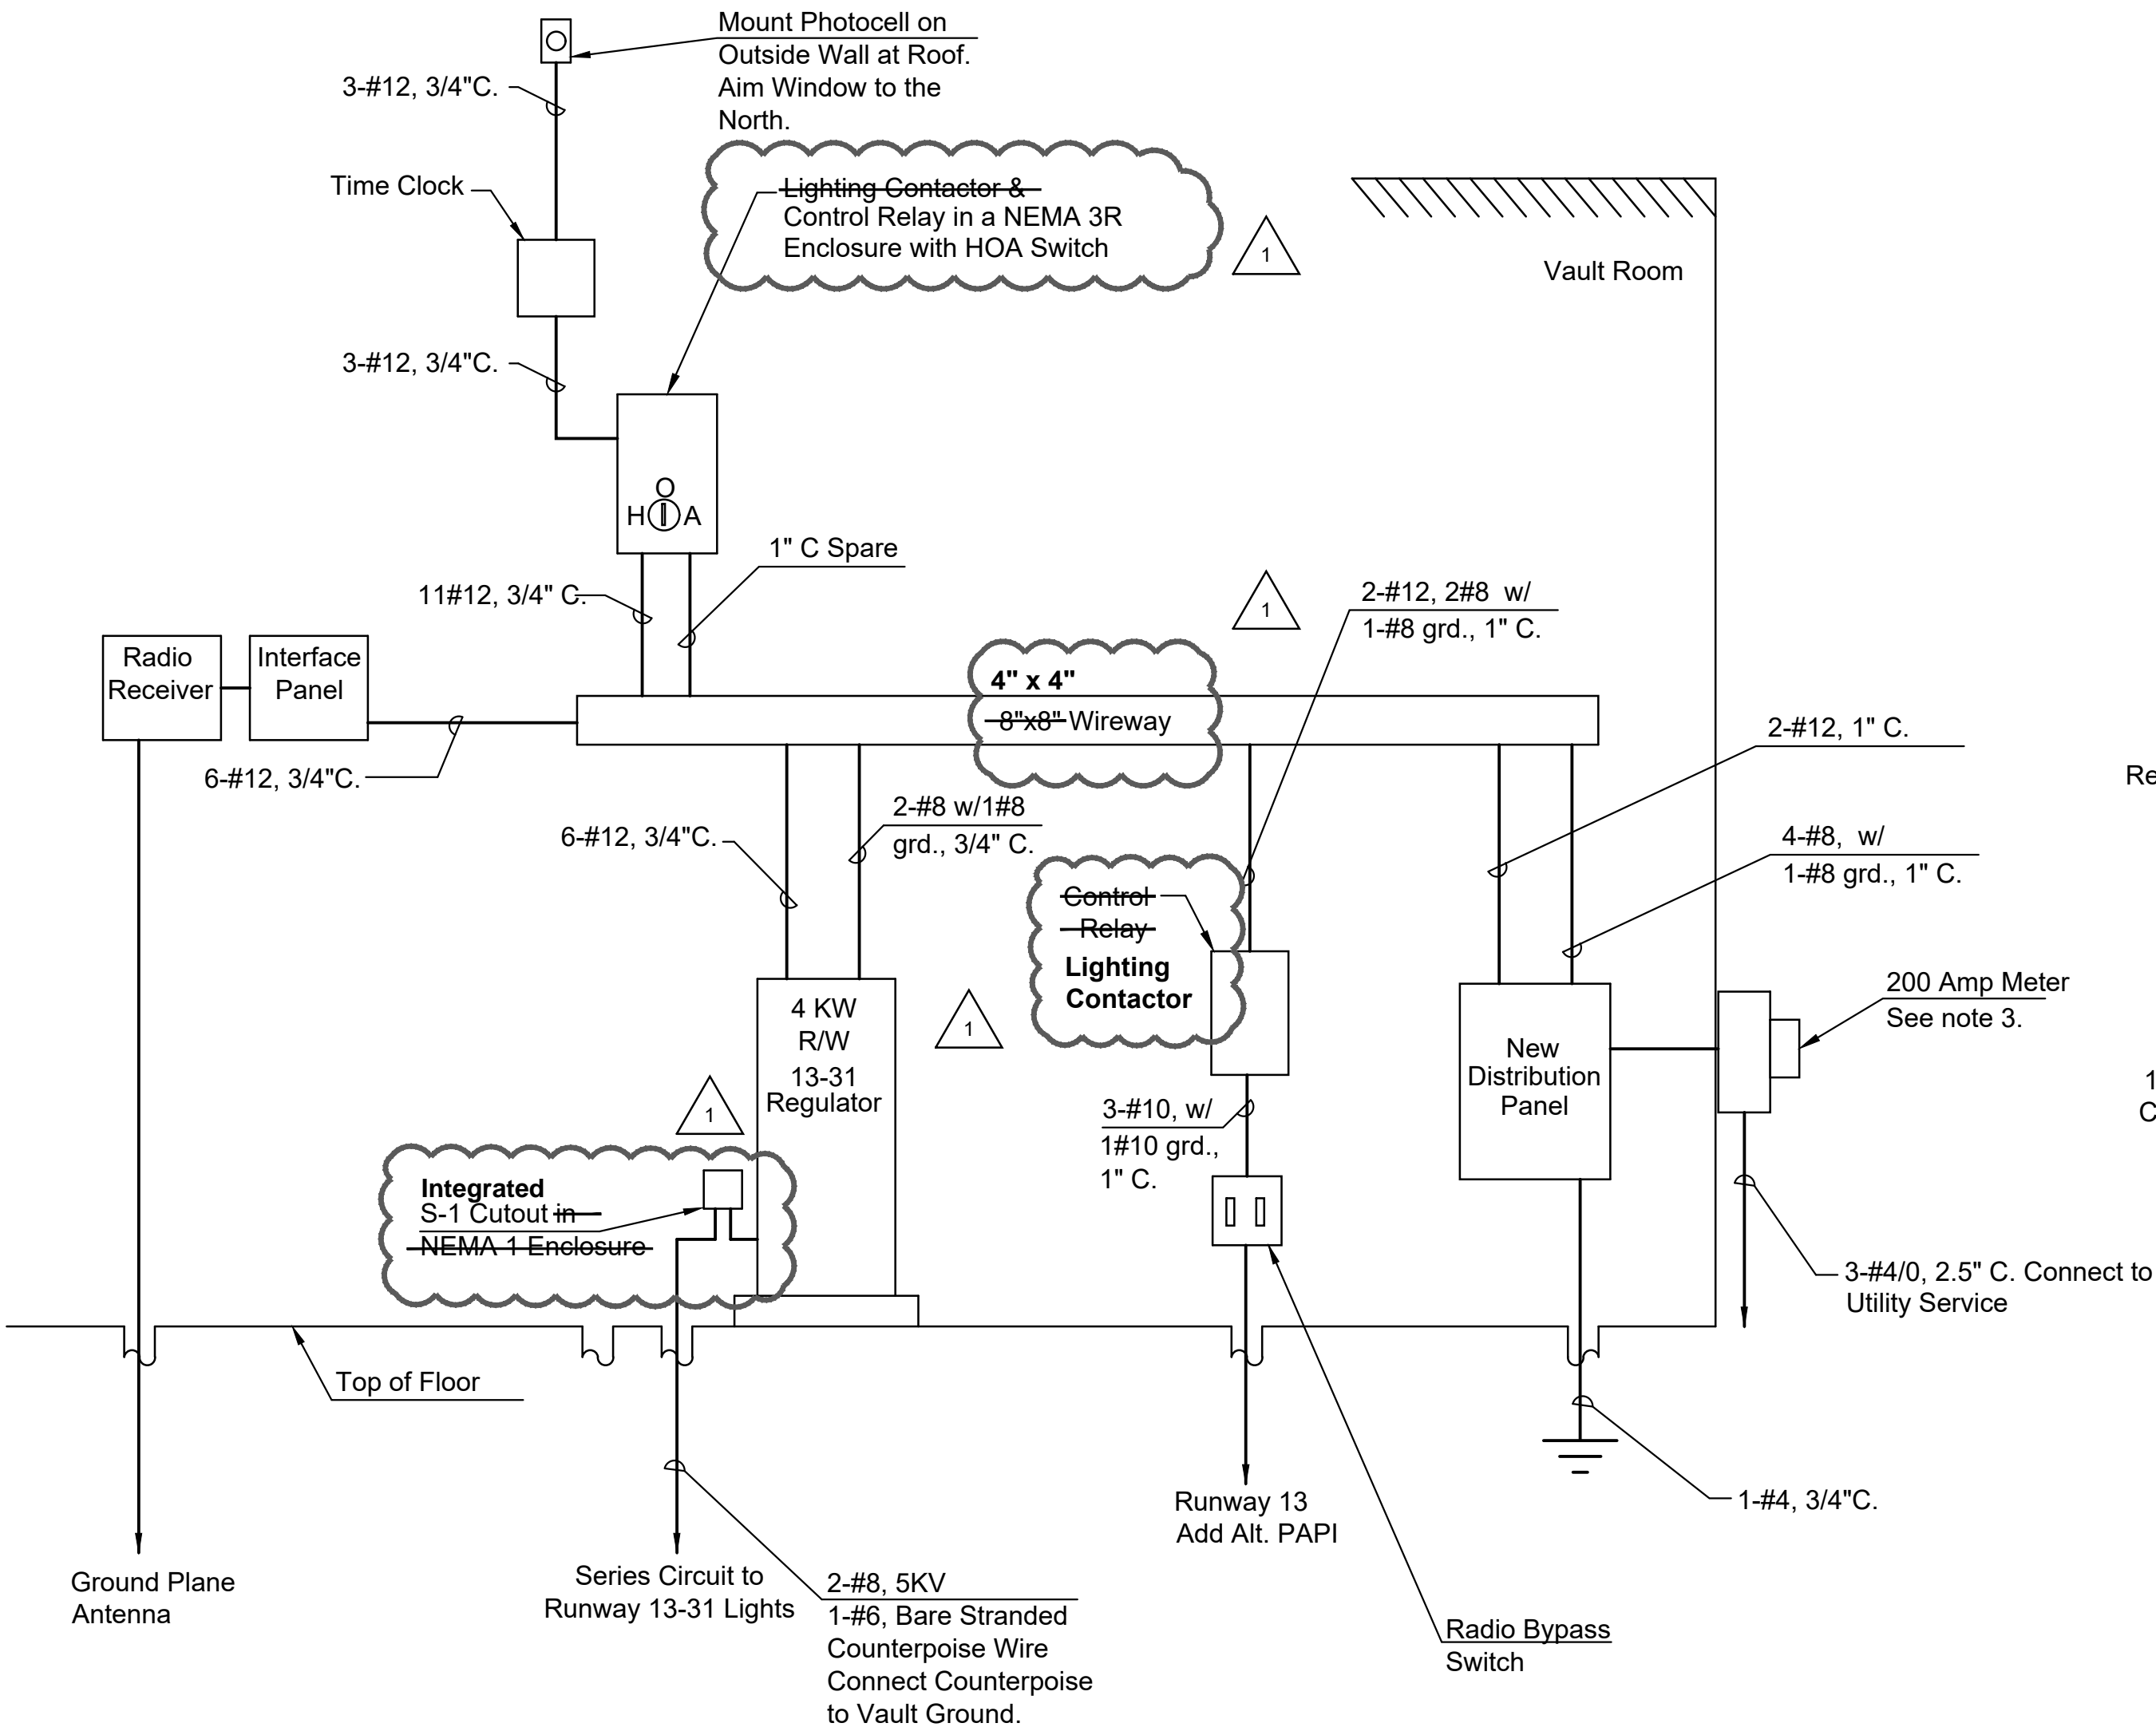 Mount Photocell on
Outside Wall at Roof.
Aim Window to the
North.
3-#12, 3/4"C.
Time Clock
Lighting Contactor &
Control Relay in a NEMA 3R
Enclosure with HOA Switch
1
Vault Room
3-#12, 3/4"C.
O
H A
1" C Spare
11#12, 3/4" C.
1
2-#12, 2#8 w/
1-#8 grd., 1" C.
Radio
Receiver
Interface
Panel
4" x 4"
8"x8" Wireway
2-#12, 1" C.
Re
6-#12, 3/4"C.
6-#12, 3/4"C.
2-#8 w/1#8
grd., 3/4" C.
4-#8, w/
1-#8 grd., 1" C.
Control
Relay
Lighting
Contactor
4 KW
R/W
13-31
Regulator
1
1
New
Distribution
Panel
200 Amp Meter
See note 3.
1
C
3-#10, w/
1#10 grd.,
1" C.
Integrated
S-1 Cutout in
NEMA 1 Enclosure
3-#4/0, 2.5" C. Connect to
Utility Service
Top of Floor
1-#4, 3/4"C.
Runway 13
Add Alt. PAPI
Ground Plane
Antenna
Series Circuit to
Runway 13-31 Lights
2-#8, 5KV
1-#6, Bare Stranded
Counterpoise Wire
Connect Counterpoise
to Vault Ground.
Radio Bypass
Switch